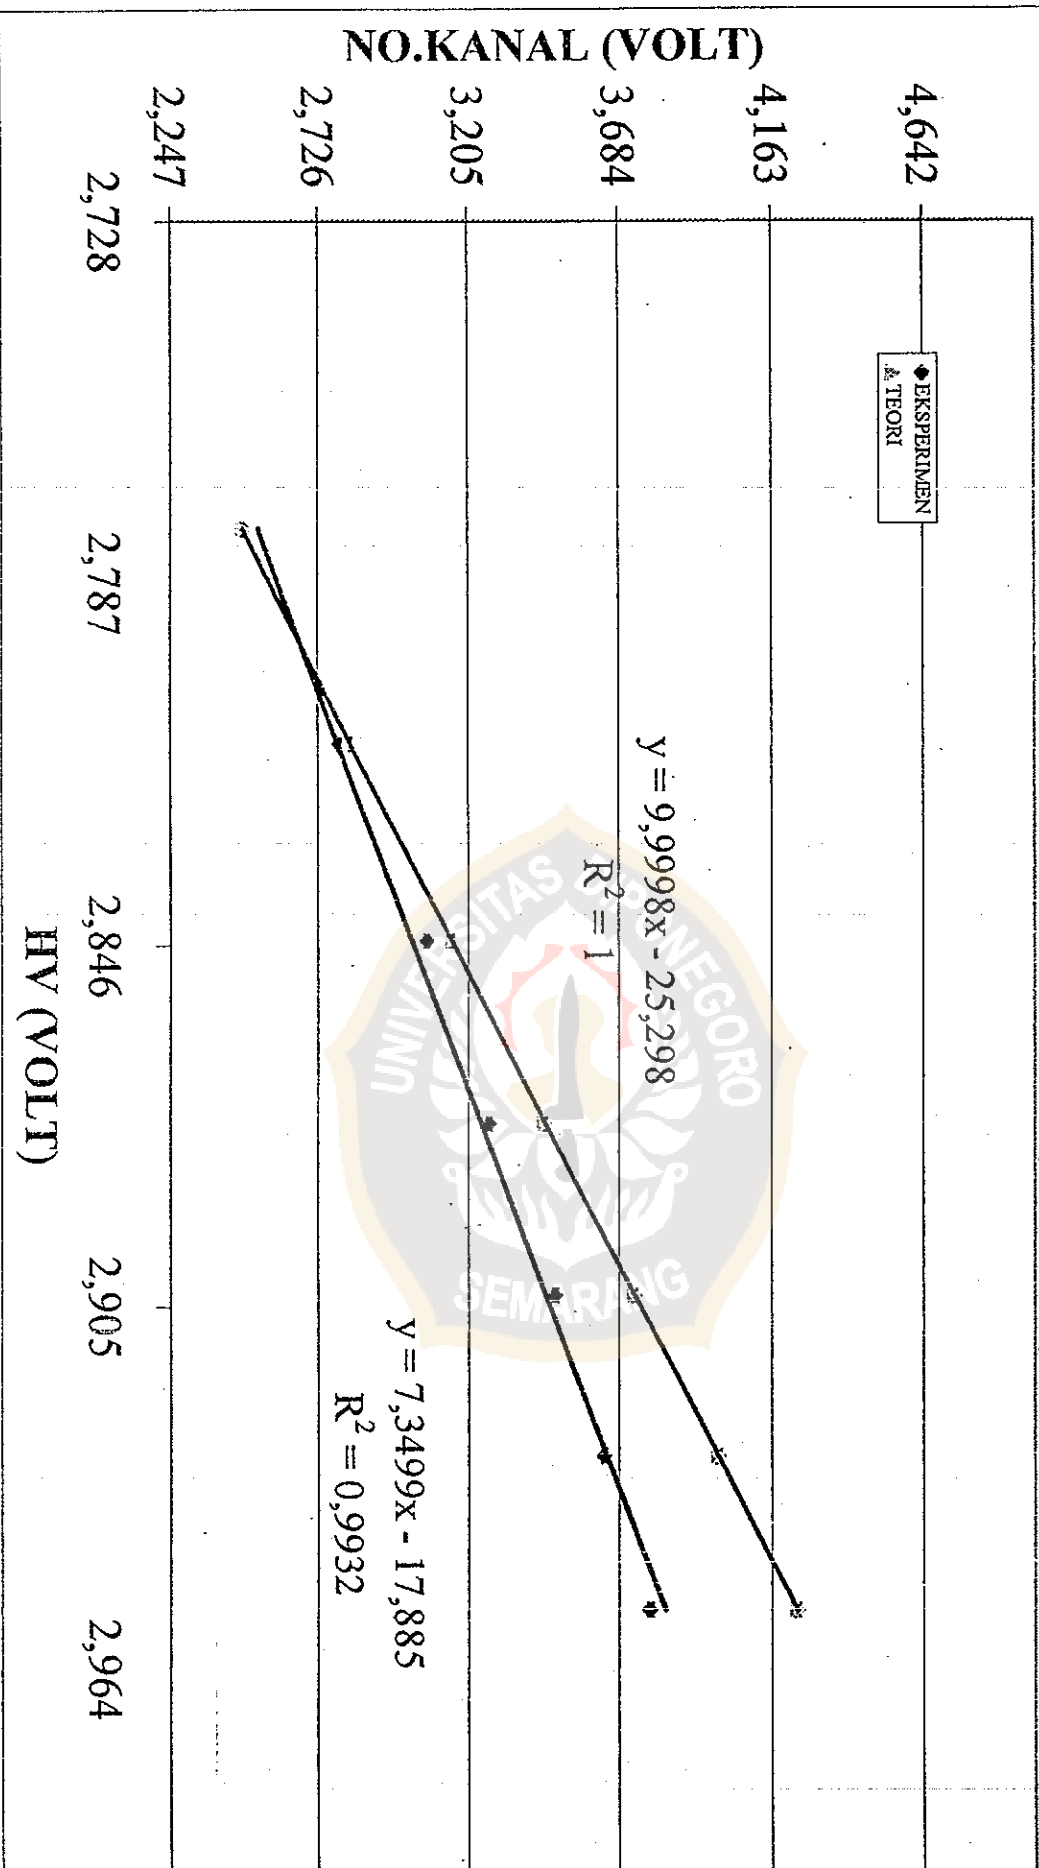 NO.KANAL (VOLT)
4,642
4,163
3,684
3,205
2,726
2,247
◆ EKSPERIMEN
▲ TEORI
y = 9,9998x - 25,298
R² = 1
y = 7,3499x - 17,885
R² = 0,9932
2,728
2,787
2,846
2,905
2,964
HV (VOLT)
UNIVERSITAS DIPONEGORO
SEMARANG